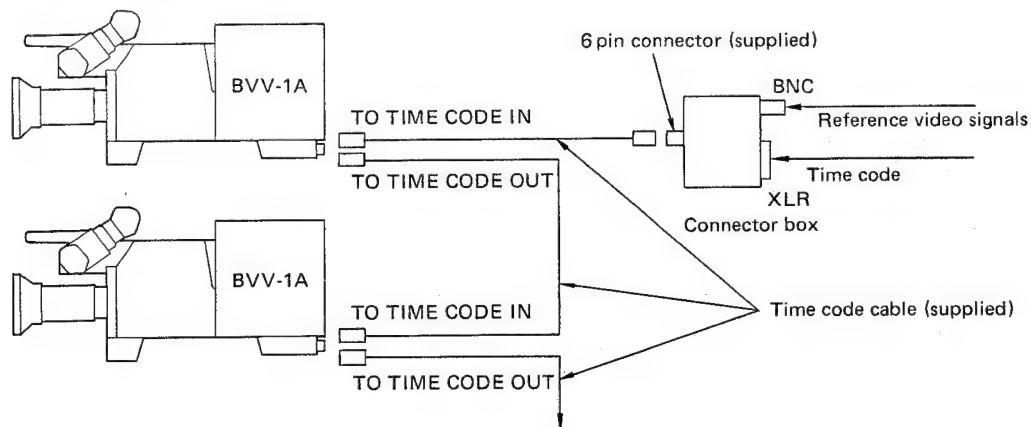 6 pin connector (supplied)
BNC
BVV-1A
TO TIME CODE IN
Reference video signals
TO TIME CODE OUT
Time code
XLR
Connector box
BVV-1A
TO TIME CODE IN
Time code cable (supplied)
TO TIME CODE OUT